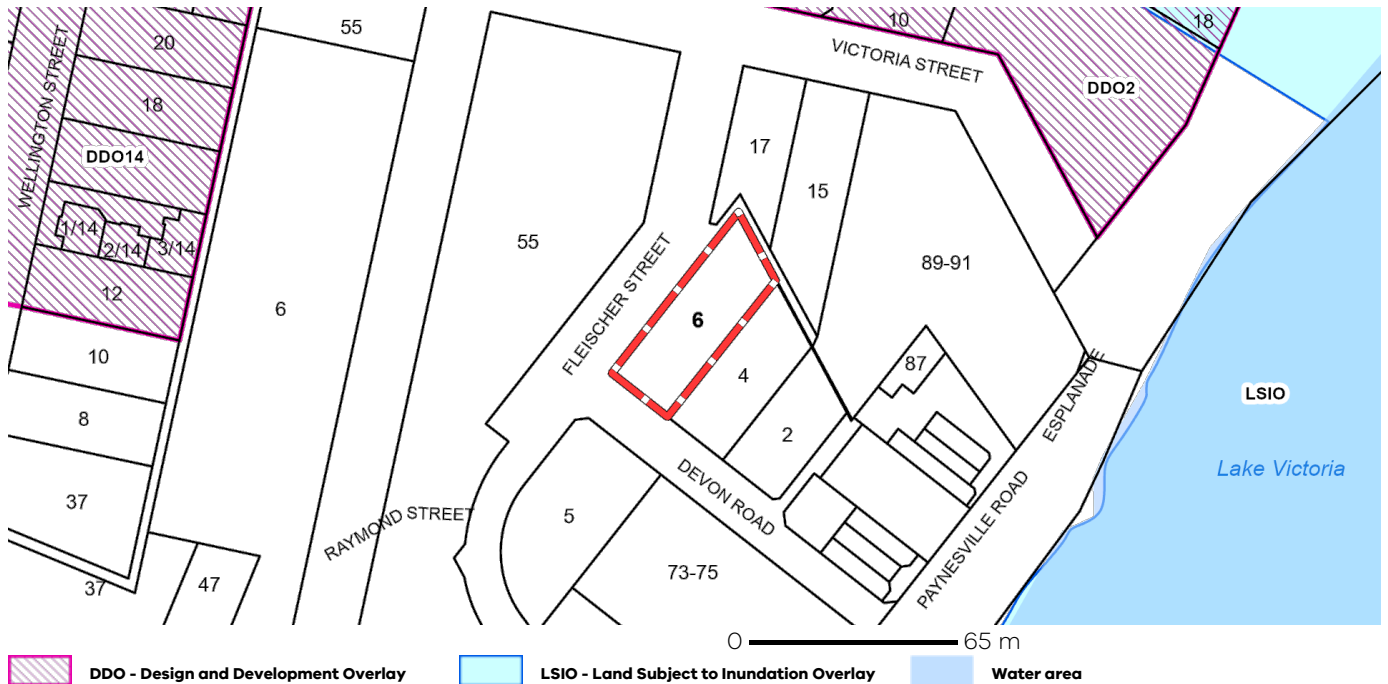 55
10
18
WELLINGTON STREET
20
VICTORIA STREET
DDO2
18
DDO14
17
15
1/14
2/14
3/14
55
FLEISCHER STREET
89-91
12
6
6
10
4
87
ESPLANADE
LSIO
8
2
Lake Victoria
37
RAYMOND STREET
5
DEVON ROAD
PAYNESVILLE ROAD
73-75
37
47
0 65 m
DDO - Design and Development Overlay
LSIO - Land Subject to Inundation Overlay
Water area